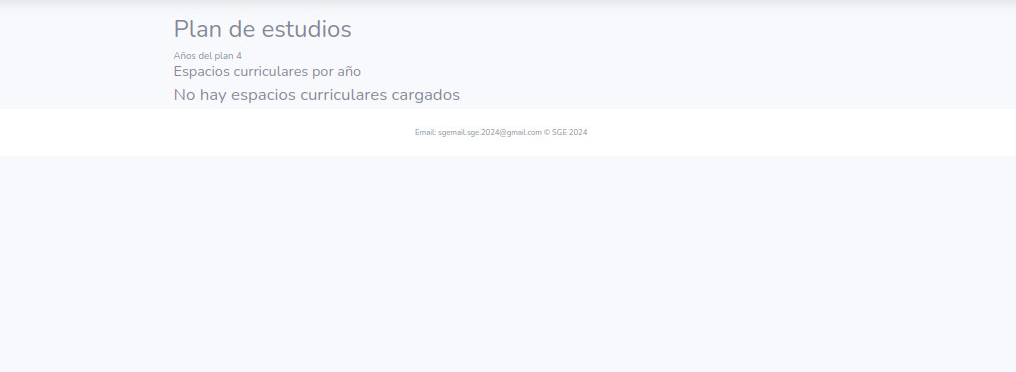 Plan de estudios
Años del plan 4
Espacios curriculares por año
No hay espacios curriculares cargados
Email: sgemail.sge.2024@gmail.com © SGE 2024